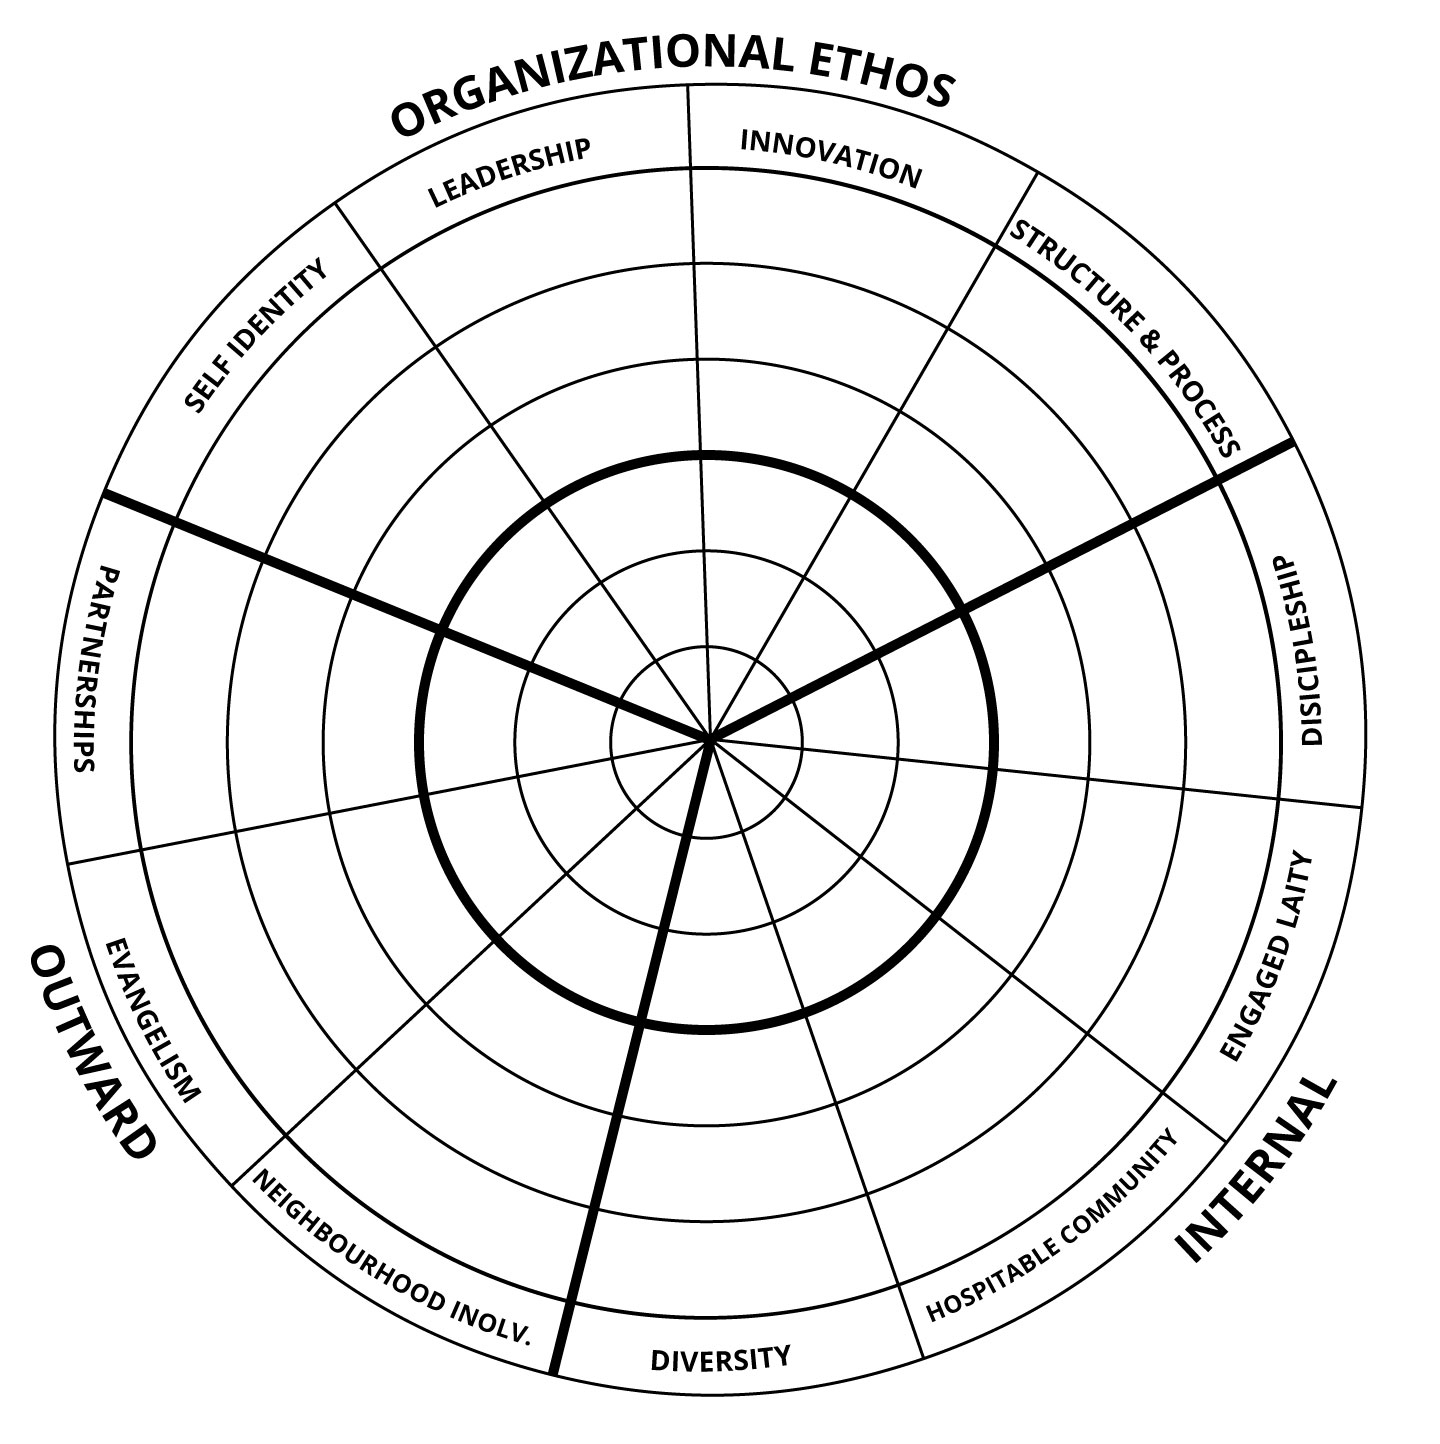 ORGANIZATIONAL ETHOS
LEADERSHIP
INNOVATION
STRUCTURE & PROCESS
SELF IDENTITY
PARTNERSHIPS
DISICIPLESHIP
ENGAGED LAITY
EVANGELISM
OUTWARD
INTERNAL
HOSPITABLE COMMUNITY
NEIGHBOURHOOD INOLV.
DIVERSITY